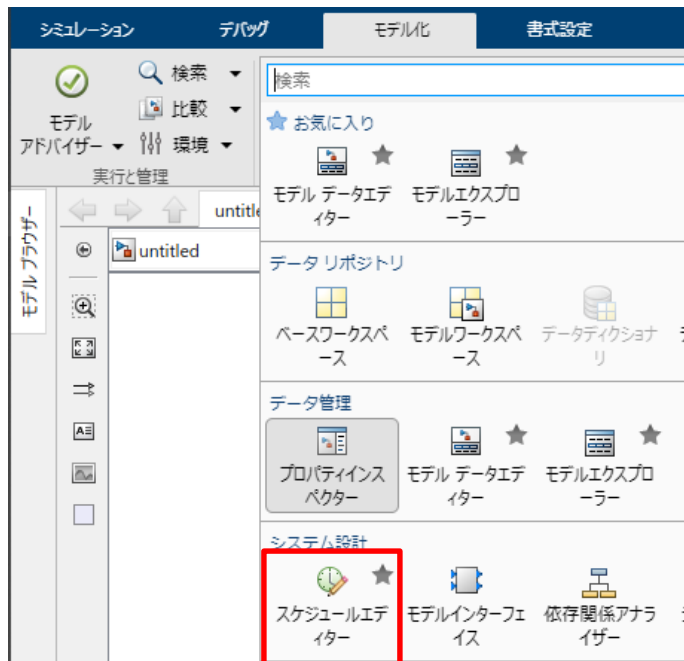 シミュレーション デバッグ モデル化 書式設定
検索
比較
環境
モデル
アドバイザー
実行と管理
モデル ブラウザー
untitled
検索
お気に入り
モデル データエデ
ィター
モデルエクスプロ
ーラー
データ リポジトリ
ベースワークスペ
ース
モデルワークスペ
ース
データディクショナ
リ
データ管理
プロパティインス
ペクター
モデル データエデ
ィター
モデルエクスプロ
ーラー
システム設計
スケジュールエデ
ィター
モデルインターフェ
イス
依存関係アナラ
イザー